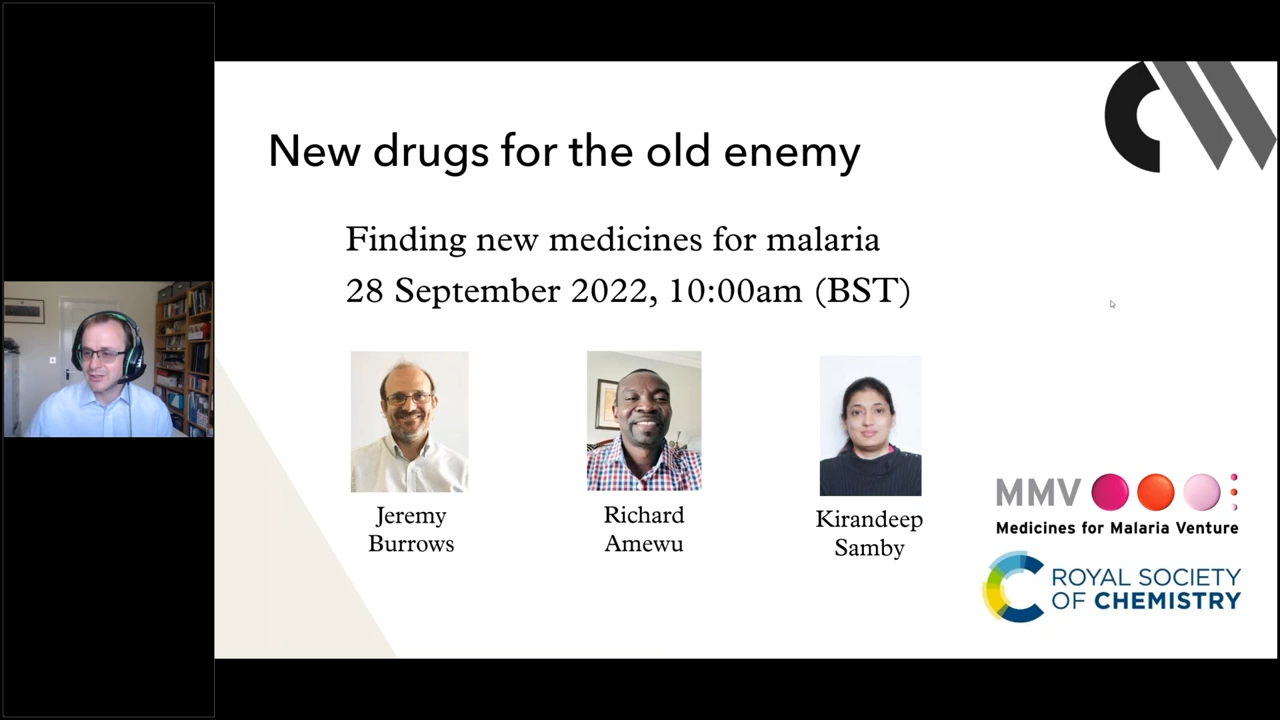 New drugs for the old enemy
Finding new medicines for malaria
28 September 2022, 10:00am (BST)
Jeremy
Burrows
Richard
Amewu
Kirandeep
Samby
MMV
Medicines for Malaria Venture
ROYAL SOCIETY
OF CHEMISTRY